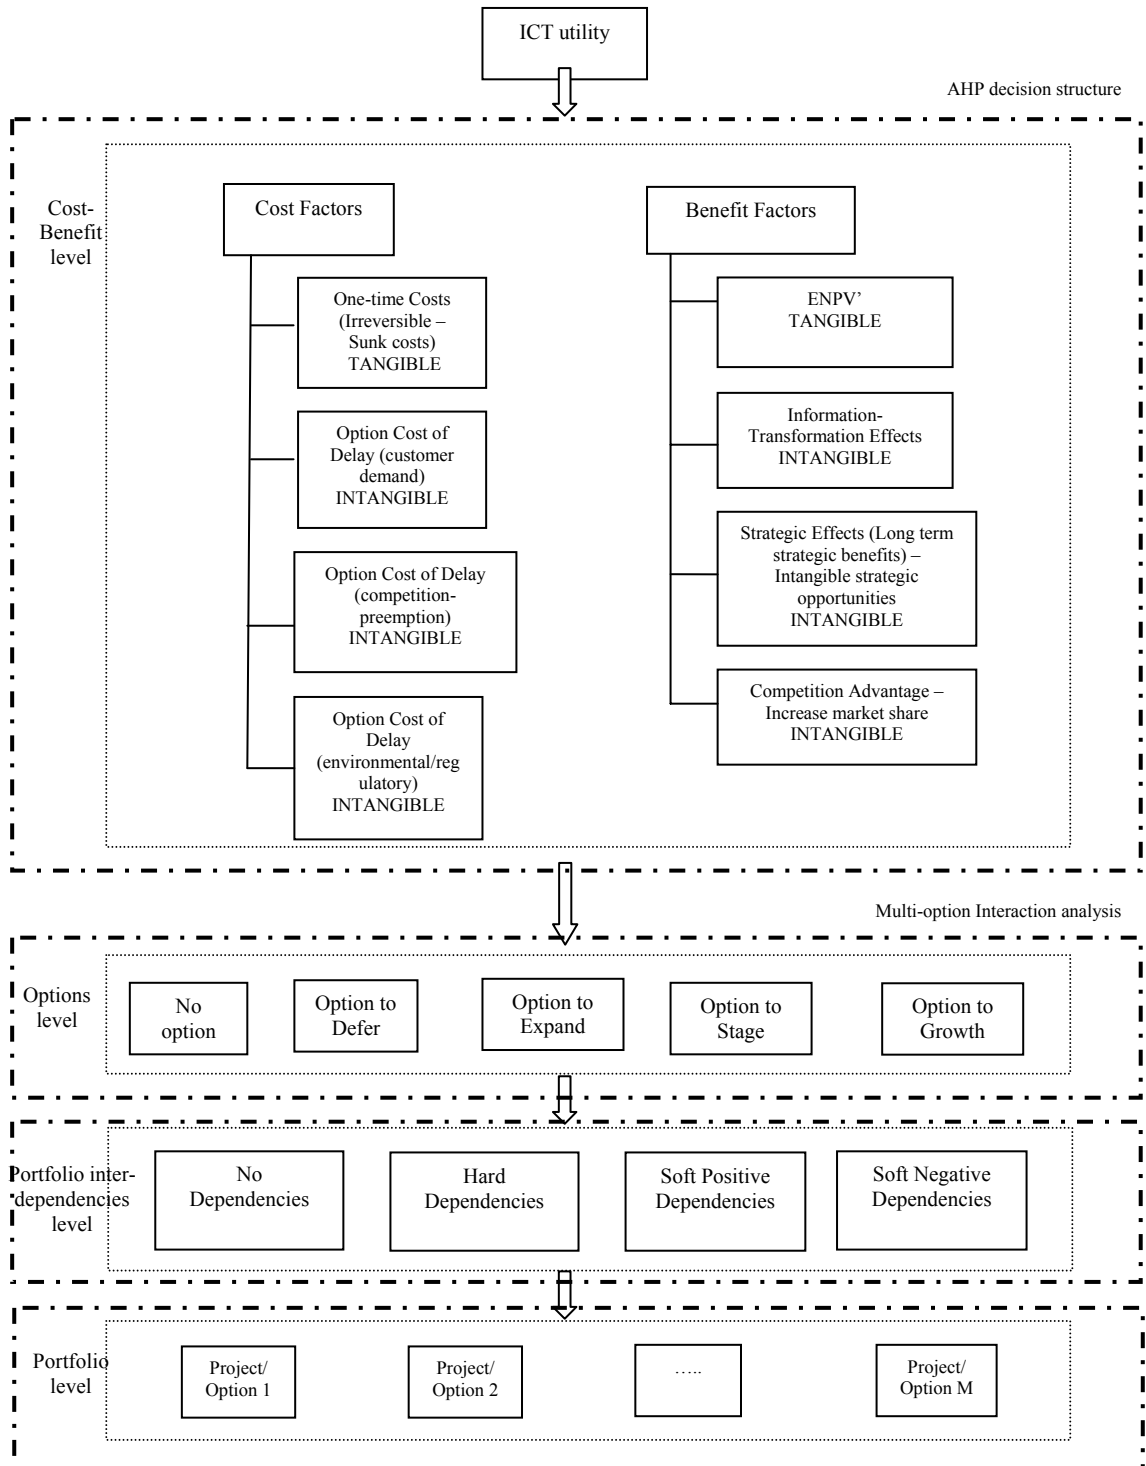 ICT utility
AHP decision structure
Cost-
Benefit
level
Cost Factors
One-time Costs
(Irreversible –
Sunk costs)
TANGIBLE
Option Cost of
Delay (customer
demand)
INTANGIBLE
Option Cost of Delay
(competition-
preemption)
INTANGIBLE
Option Cost of
Delay
(environmental/reg
ulatory)
INTANGIBLE
Benefit Factors
ENPV’
TANGIBLE
Information-
Transformation Effects
INTANGIBLE
Strategic Effects (Long term
strategic benefits) –
Intangible strategic
opportunities
INTANGIBLE
Competition Advantage –
Increase market share
INTANGIBLE
Multi-option Interaction analysis
Options
level
No
option
Option to
Defer
Option to
Expand
Option to
Stage
Option to
Growth
Portfolio inter-
dependencies
level
No
Dependencies
Hard
Dependencies
Soft Positive
Dependencies
Soft Negative
Dependencies
Portfolio
level
Project/
Option 1
Project/
Option 2
…..
Project/
Option M